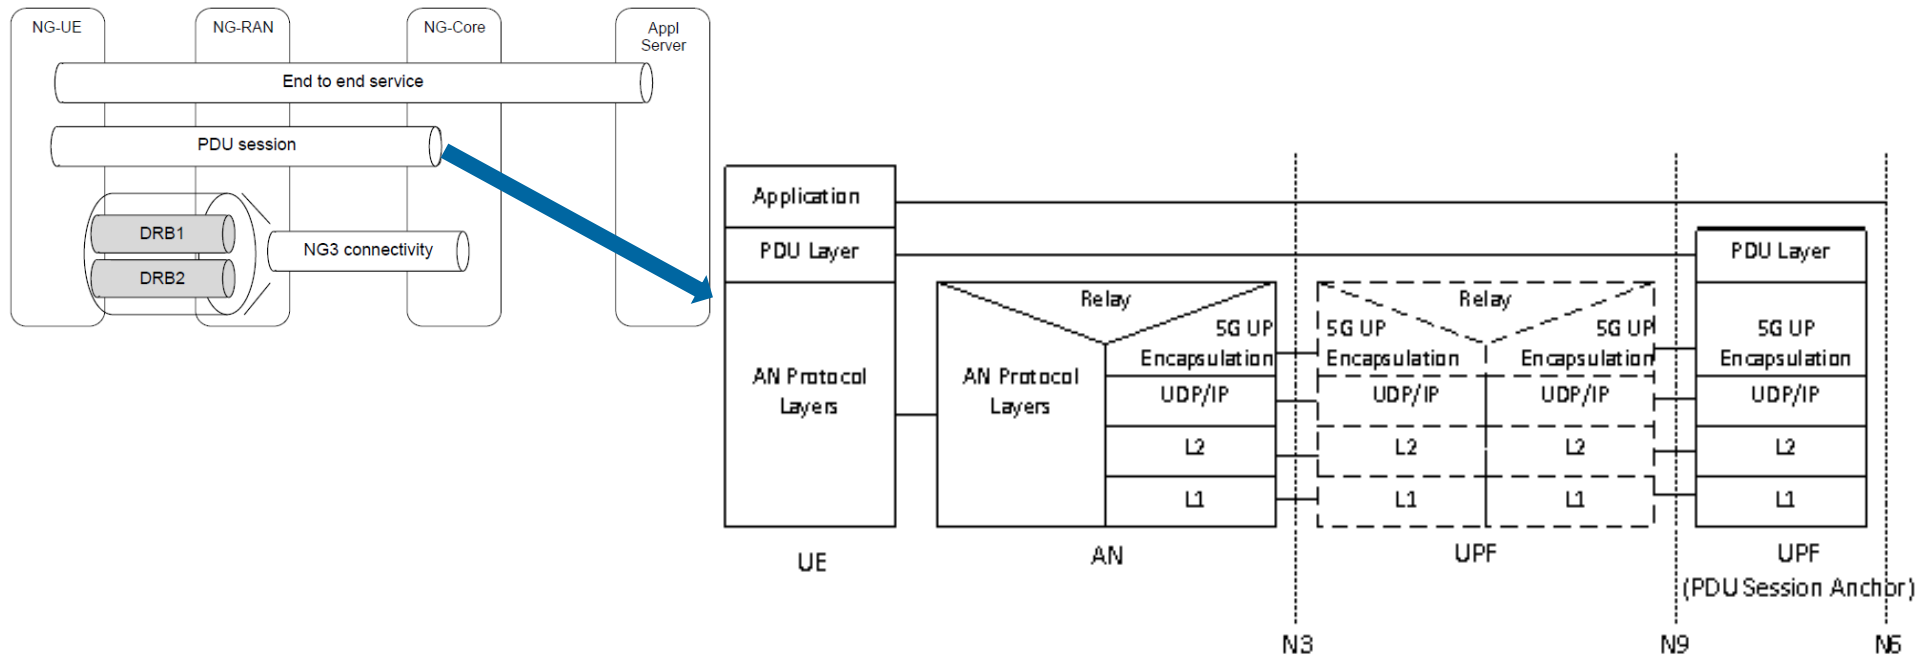 NG-UE
NG-RAN
NG-Core
Appl
Server
End to end service
PDU session
DRB1
NG3 connectivity
DRB2
Application
PDU Layer
PDU Layer
Relay
Relay
5G UP
Encapsulation
5G UP
Encapsulation
5G UP
Encapsulation
5G UP
Encapsulation
AN Protocol
Layers
AN Protocol
Layers
UDP/IP
UDP/IP
UDP/IP
UDP/IP
L2
L2
L2
L2
L1
L1
L1
L1
UE
AN
UPF
UPF
(PDU Session Anchor)
N3
N9
N6